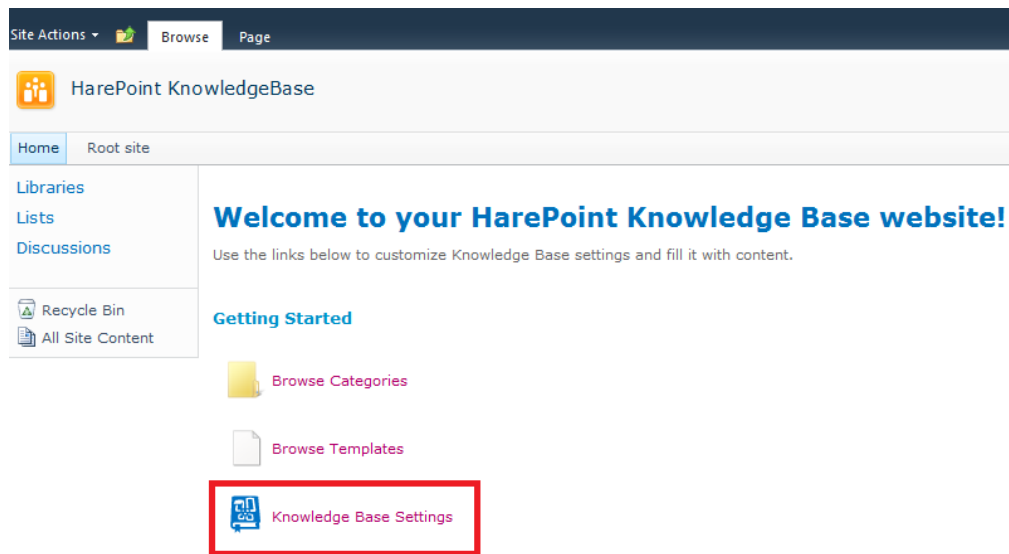 Site Actions
Browse
Page
HarePoint KnowledgeBase
Home
Root site
Libraries
Lists
Discussions
Recycle Bin
All Site Content
Welcome to your HarePoint Knowledge Base website!
Use the links below to customize Knowledge Base settings and fill it with content.
Getting Started
Browse Categories
Browse Templates
Knowledge Base Settings